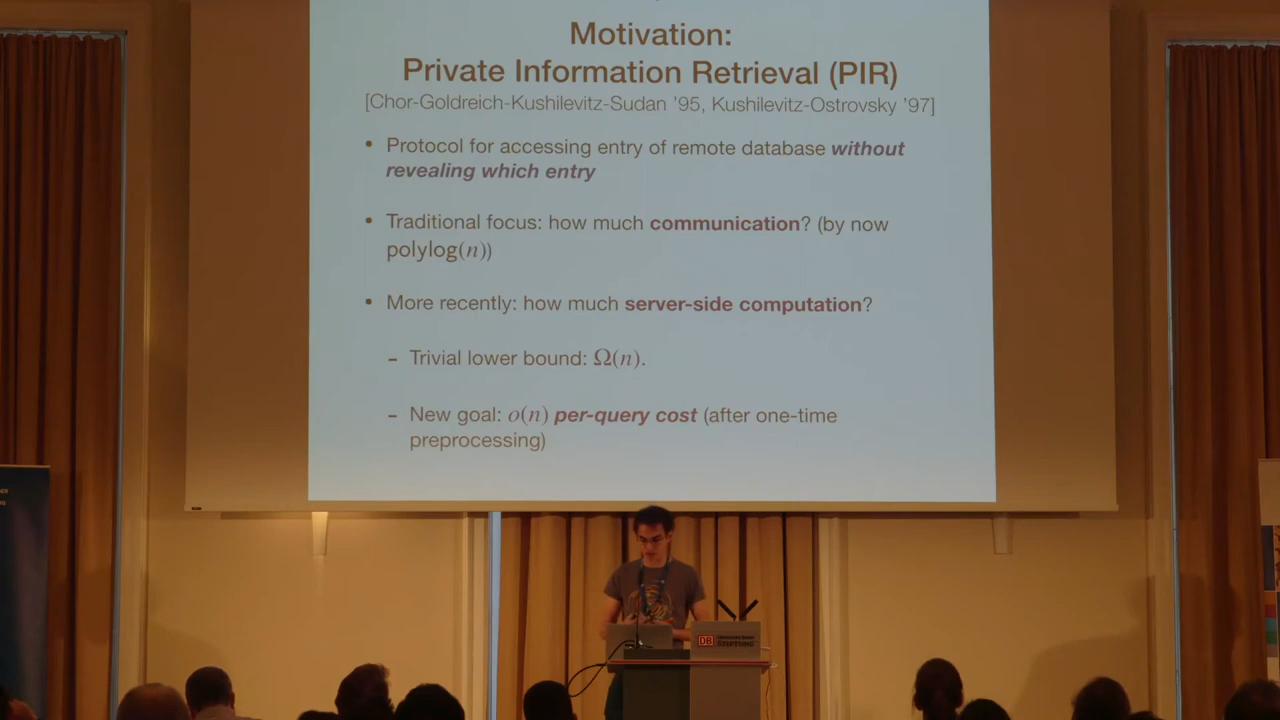 Motivation:
Private Information Retrieval (PIR)
[Chor-Goldreich-Kushilevitz-Sudan ’95, Kushilevitz-Ostrovsky ’97]
• Protocol for accessing entry of remote database without
revealing which entry
• Traditional focus: how much communication? (by now
polylog(n))
• More recently: how much server-side computation?
– Trivial lower bound: Ω(n).
– New goal: o(n) per-query cost (after one-time
preprocessing)
DB
STIFTUNG